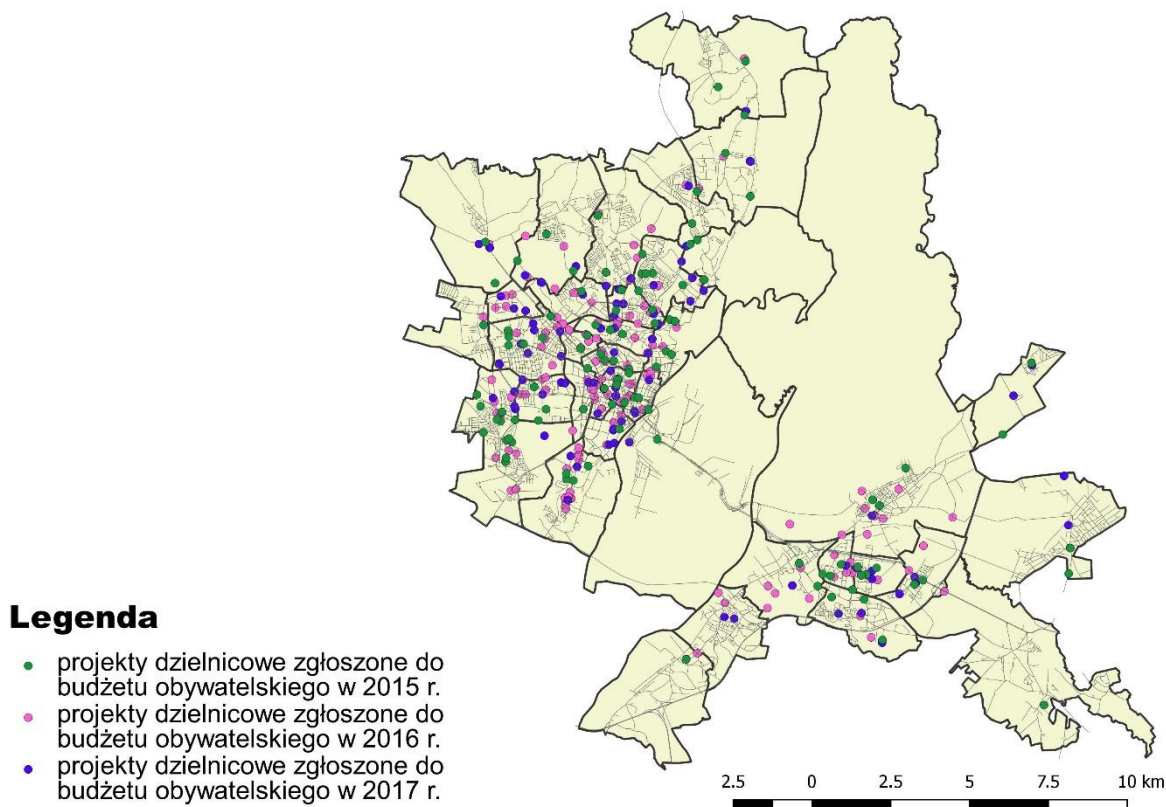 Legenda
projekty dzielnicowe zgłoszone do
budżetu obywatelskiego w 2015 r.
projekty dzielnicowe zgłoszone do
budżetu obywatelskiego w 2016 r.
projekty dzielnicowe zgłoszone do
budżetu obywatelskiego w 2017 r.
2.5 0 2.5 5 7.5 10 km